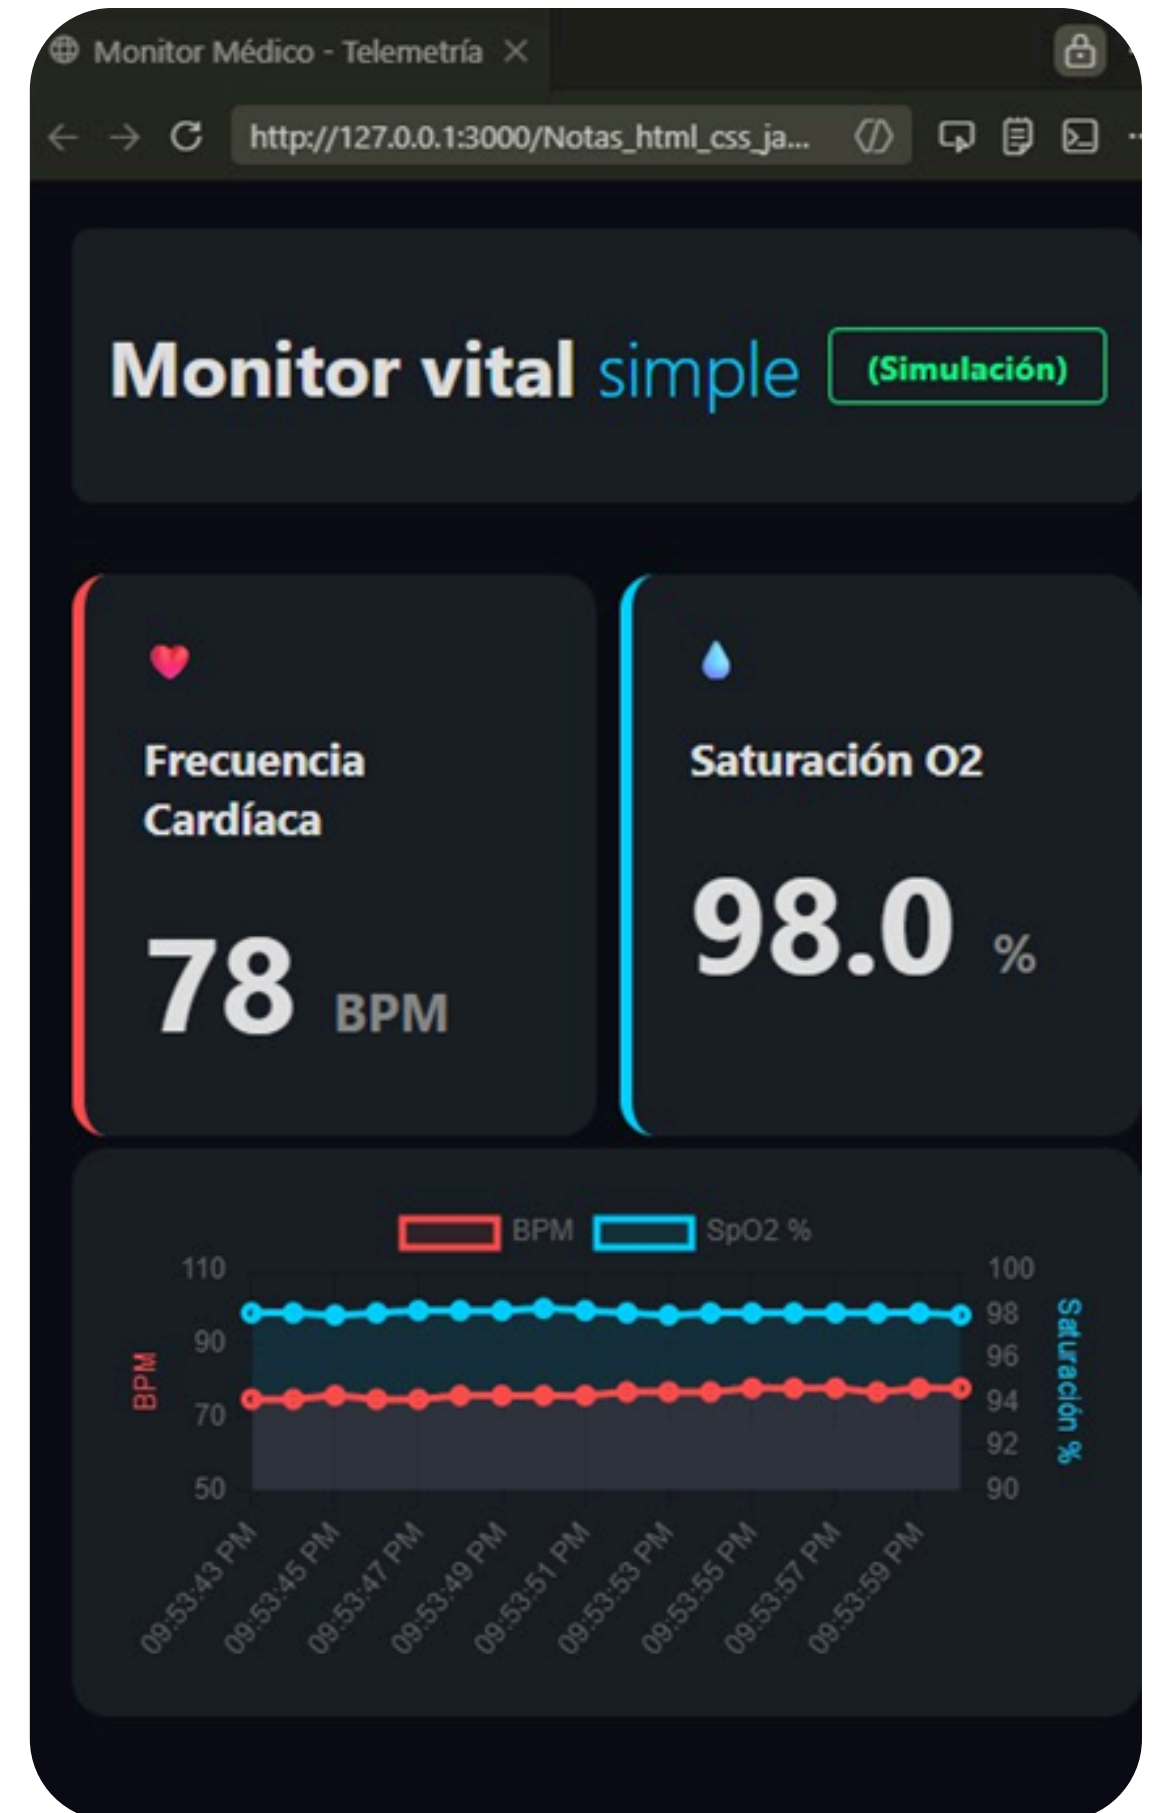 Monitor Médico - Telemetría
http://127.0.0.1:3000/Notas_html_css_ja...
Monitor vital simple (Simulación)
Frecuencia
Cardíaca
78 BPM
Saturación O2
98.0 %
BPM SpO2 %
110
90
70
50
BPM
100
98
96
94
92
90
Saturación %
09:53:43 PM
09:53:45 PM
09:53:47 PM
09:53:49 PM
09:53:51 PM
09:53:53 PM
09:53:55 PM
09:53:57 PM
09:53:59 PM